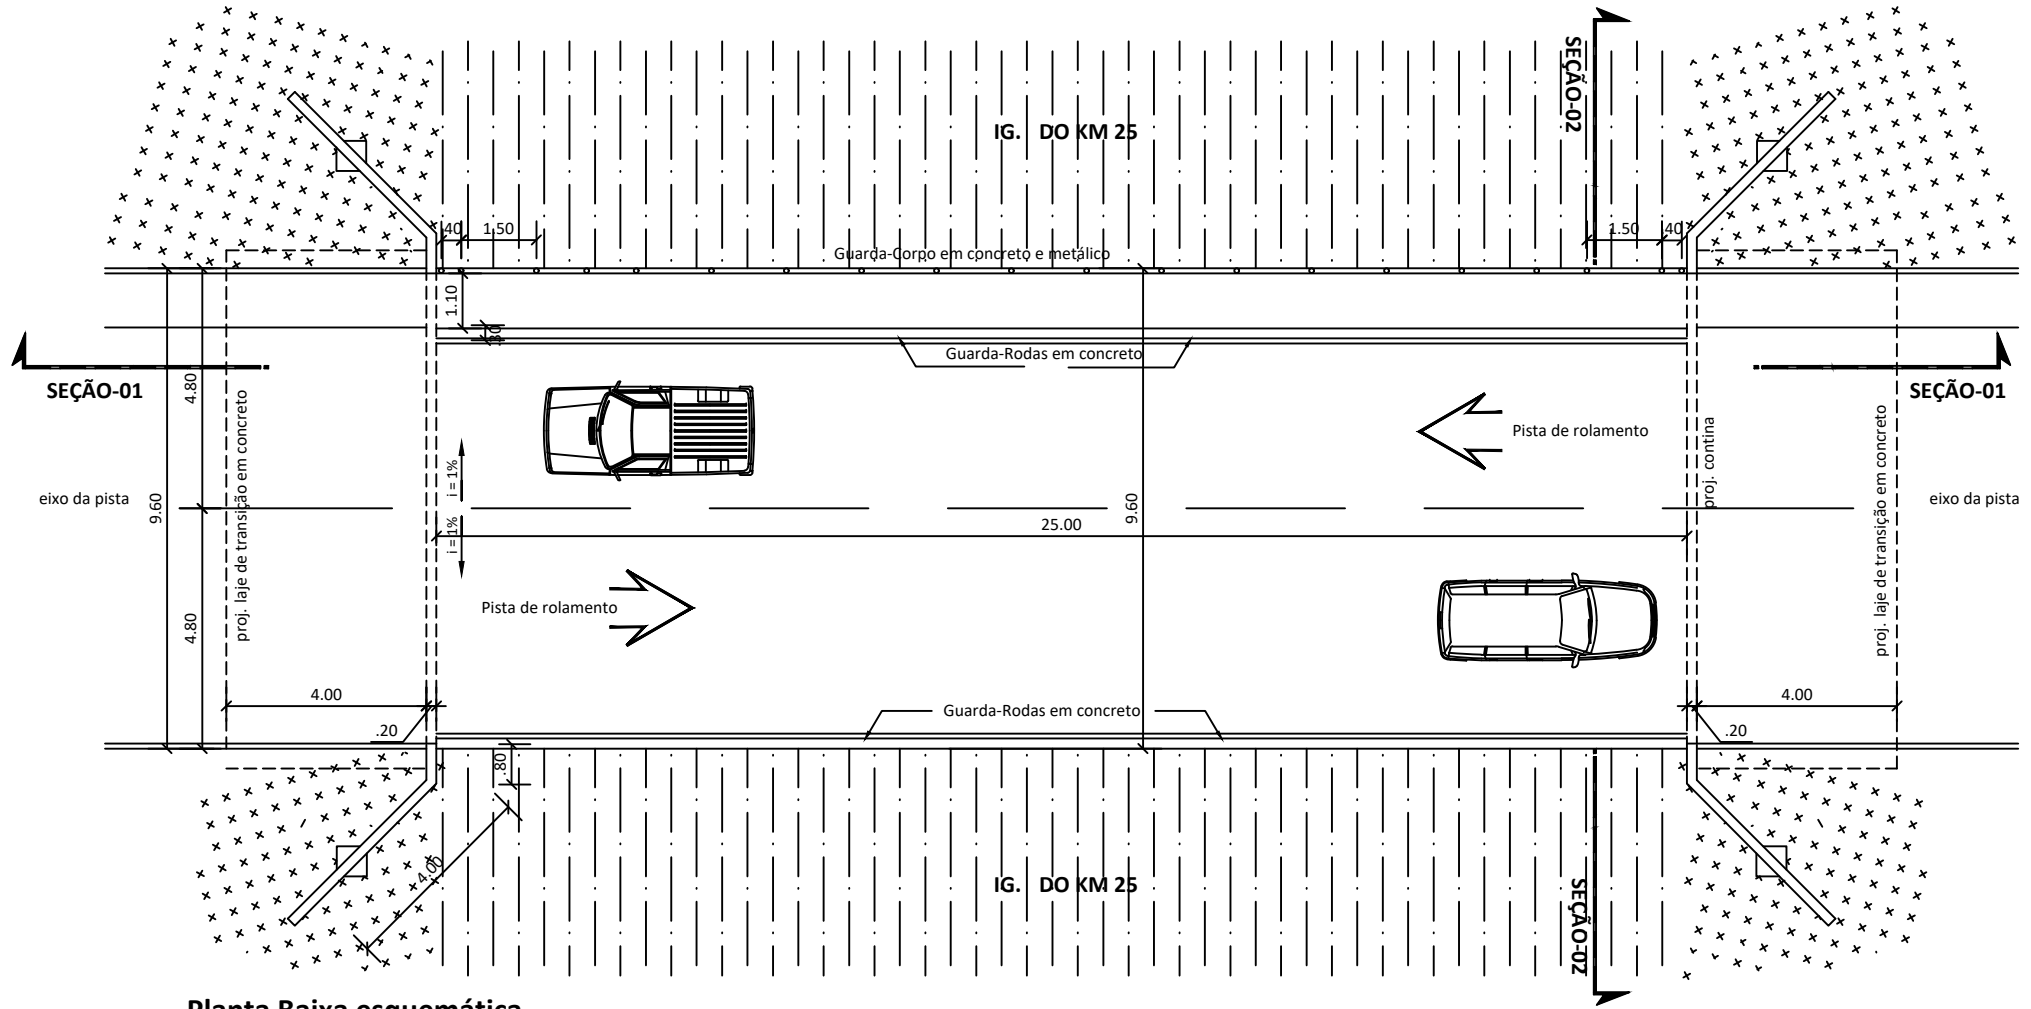 SEÇÃO-02
IG. DO KM 25
.40
1.50
1.50
.40
Guarda-Corpo em concreto e metálico
1.10
.30
Guarda-Rodas em concreto
SEÇÃO-01
SEÇÃO-01
4.80
proj. laje de transição em concreto
i = 1%
Pista de rolamento
proj. contina
proj. laje de transição em concreto
eixo da pista
9.60
9.60
eixo da pista
25.00
i = 1%
Pista de rolamento
4.80
4.00
4.00
Guarda-Rodas em concreto
.20
.20
.80
4.00
IG. DO KM 25
SEÇÃO-02
Planta Baixa esquemática